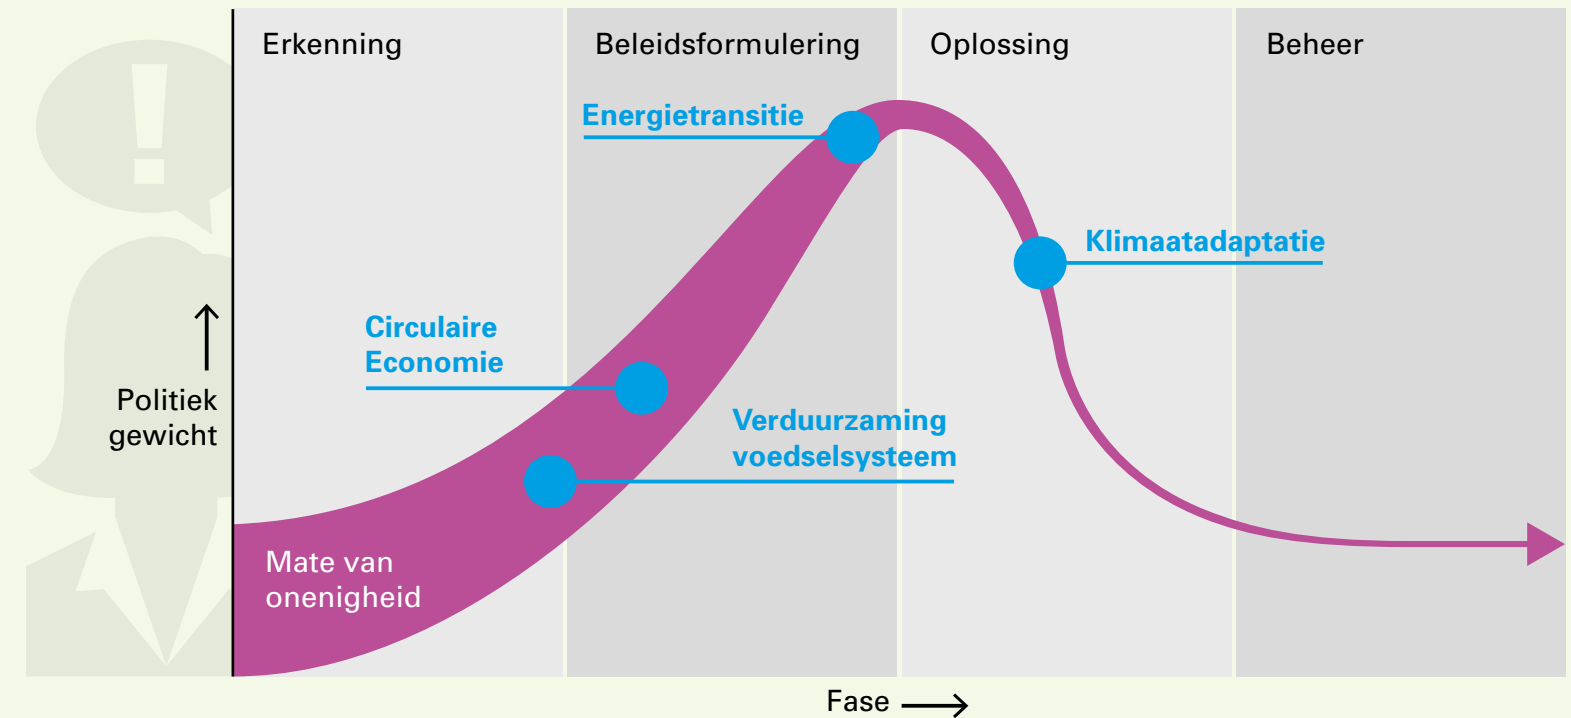 Erkenning
Beleidsformulering
Oplossing
Beheer
Energietransitie
Klimaatadaptatie
Circulaire
Economie
Politiek
gewicht
Verduurzaming
voedselsysteem
Mate van
onenigheid
Fase
!